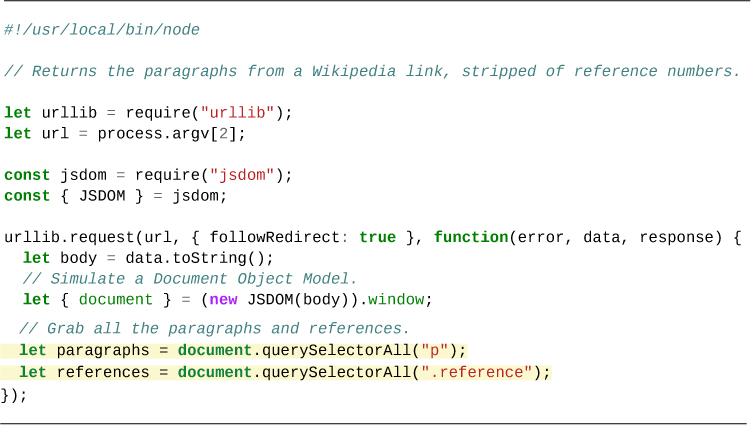 #!/usr/local/bin/node
// Returns the paragraphs from a Wikipedia link, stripped of reference numbers.
let urllib = require("urllib");
let url = process.argv[2];
const jsdom = require("jsdom");
const { JSDOM } = jsdom;
urllib.request(url, { followRedirect: true }, function(error, data, response) {
  let body = data.toString();
  // Simulate a Document Object Model.
  let { document } = (new JSDOM(body)).window;
  // Grab all the paragraphs and references.
  let paragraphs = document.querySelectorAll("p");
  let references = document.querySelectorAll(".reference");
});